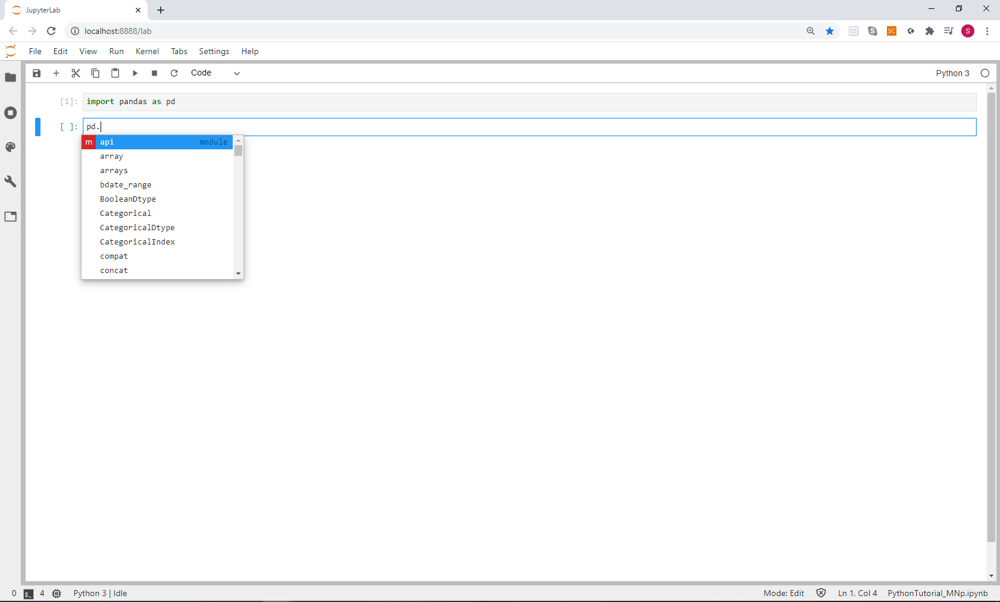 JupyterLab
localhost:8888/lab
SC
S
File Edit View Run Kernel Tabs Settings Help
Code
Python 3
[1]: import pandas as pd
[ ]: pd.
m api module
array
arrays
bdate_range
BooleanDtype
Categorical
CategoricalDtype
CategoricalIndex
compat
concat
0 $_ 4 Python 3 | Idle Mode: Edit Ln 1, Col 4 PythonTutorial_MNp.ipynb